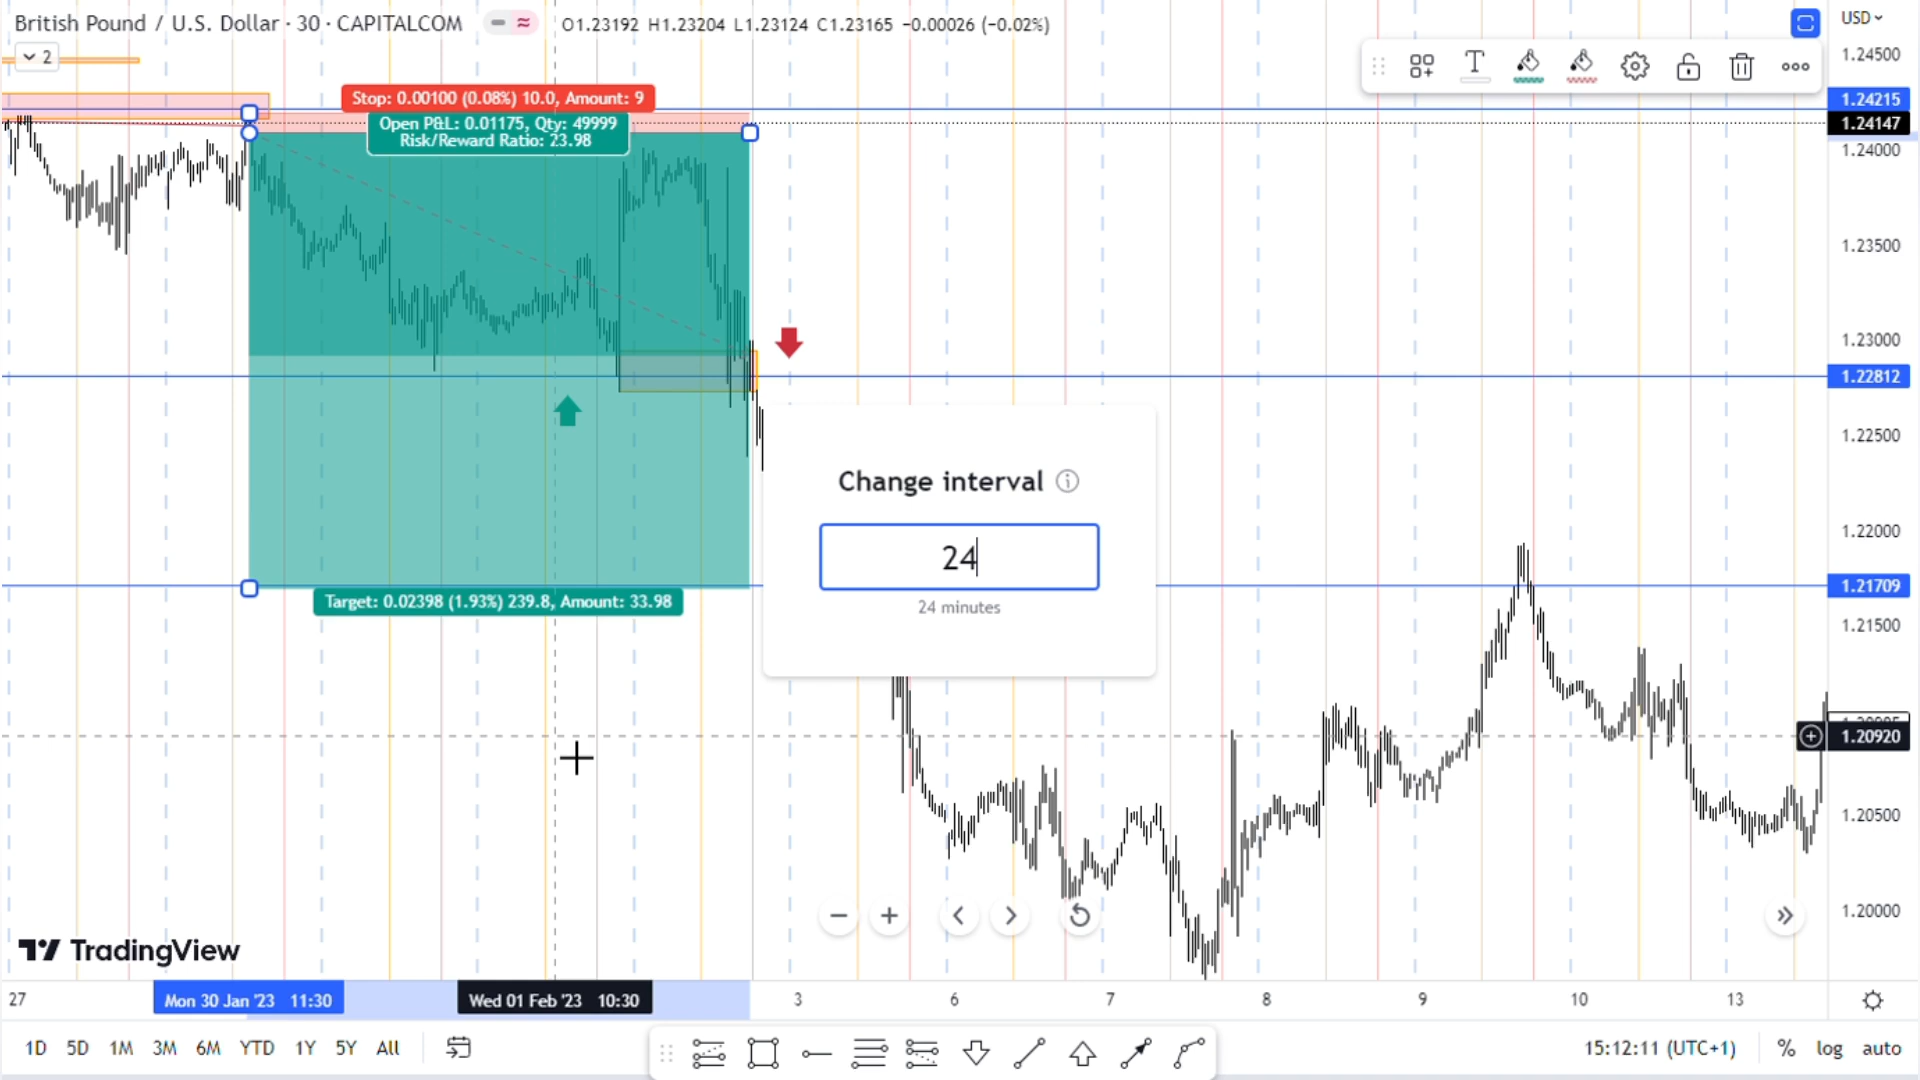 British Pound / U.S. Dollar · 30 · CAPITALCOM
O1.23192 H1.23204 L1.23124 C1.23165 −0.00026 (−0.02%)
USD
2
1.24500
Stop: 0.00100 (0.08%) 10.0, Amount: 9
1.24215
Open P&L: 0.01175, Qty: 49999
Risk/Reward Ratio: 23.98
1.24147
1.24000
1.23500
1.23000
1.22812
1.22500
Change interval
24
24 minutes
1.22000
1.21709
Target: 0.02398 (1.93%) 239.8, Amount: 33.98
1.21500
1.20920
1.20500
1.20000
TradingView
27
Mon 30 Jan '23 11:30
Wed 01 Feb '23 10:30
3
6
7
8
9
10
13
1D 5D 1M 3M 6M YTD 1Y 5Y All
15:12:11 (UTC+1)
% log auto